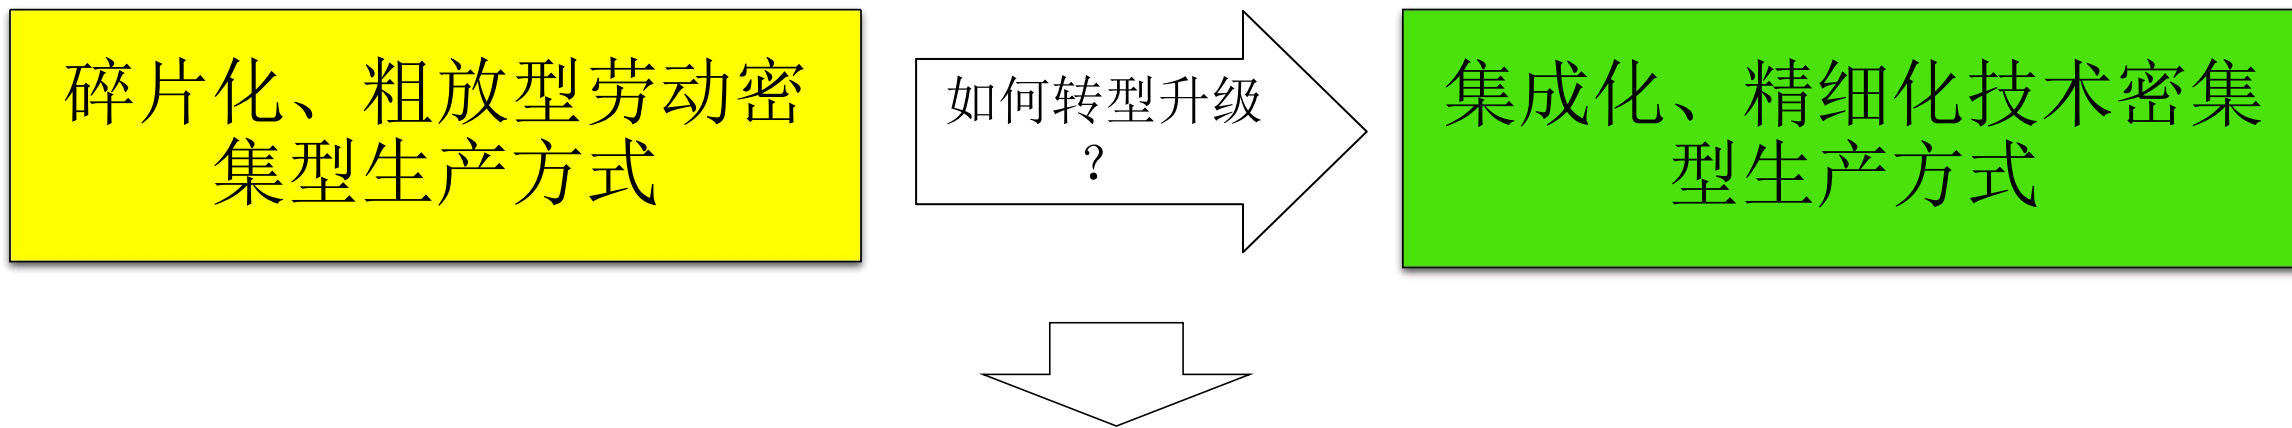 碎片化、粗放型劳动密
集型生产方式
如何转型升级
？
集成化、精细化技术密集
型生产方式